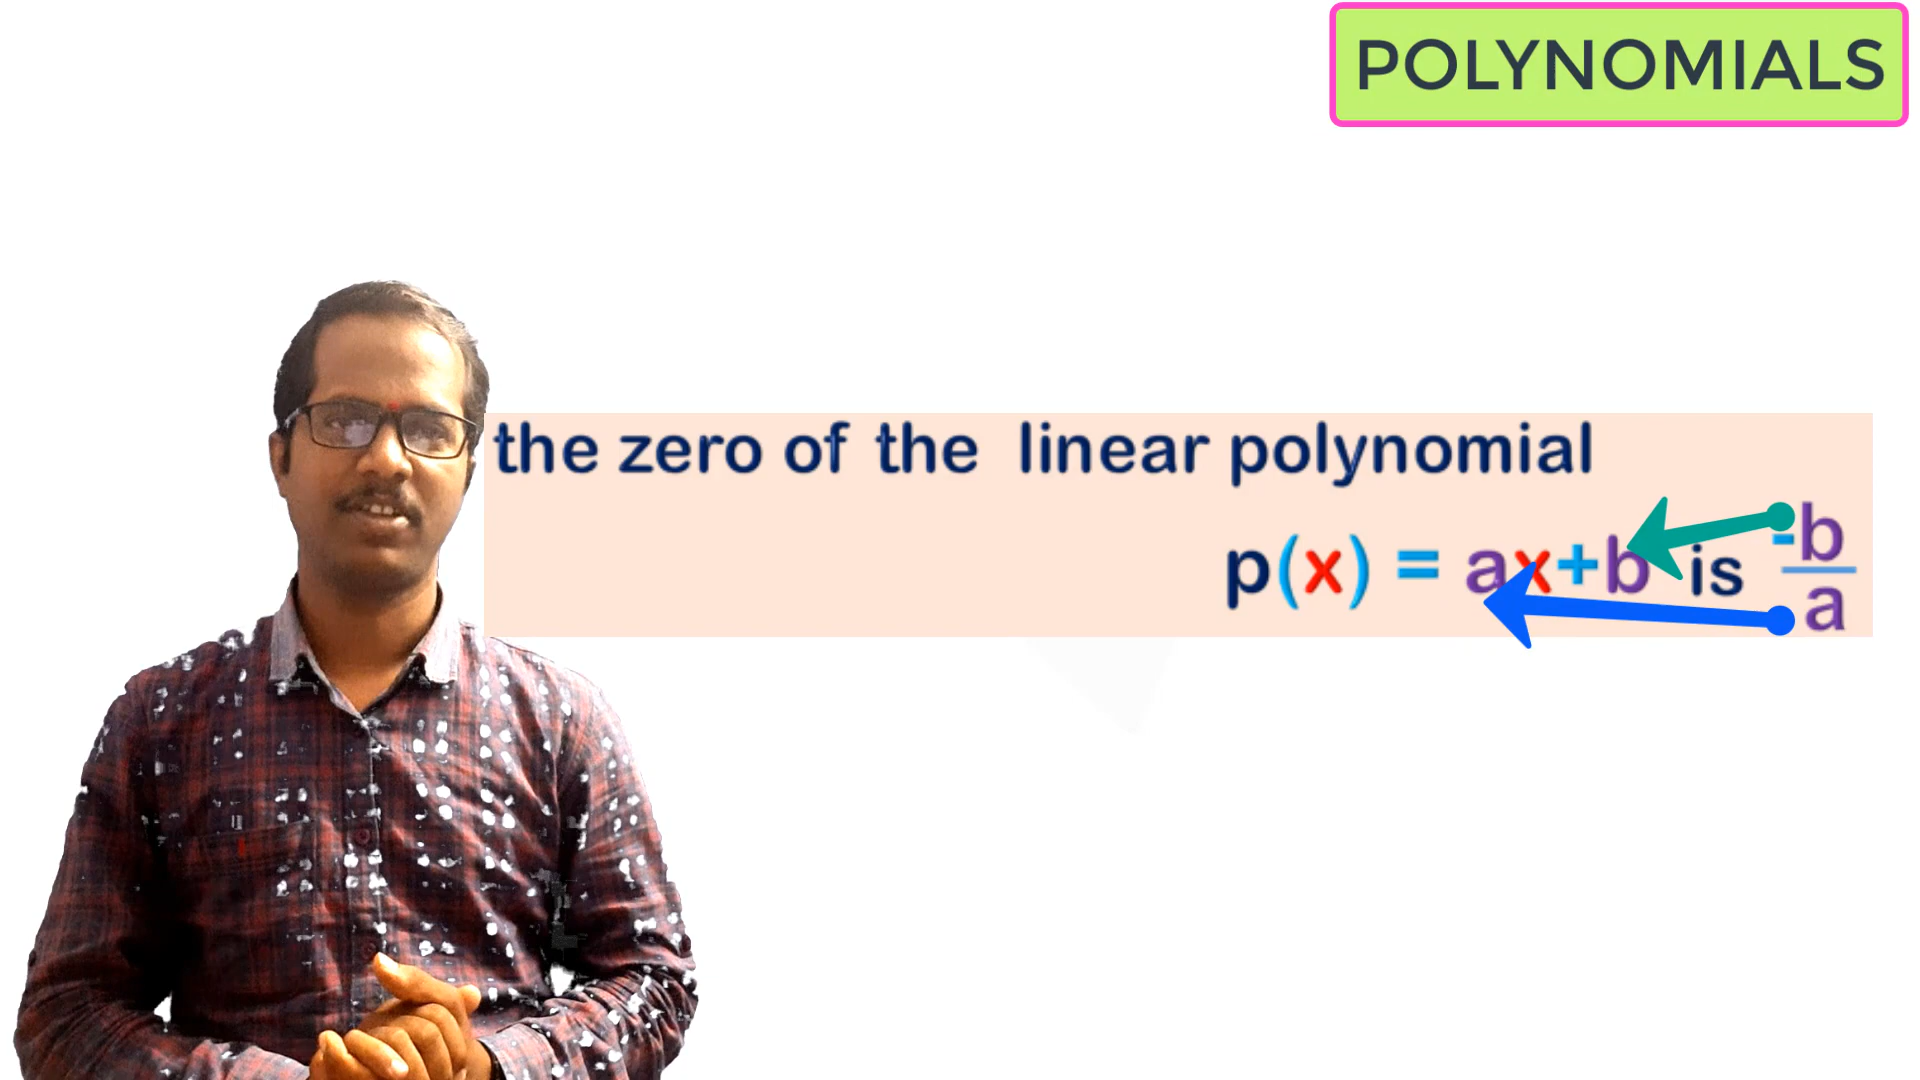 POLYNOMIALS
the zero of the linear polynomial
p(x) = ax+b is -b/a